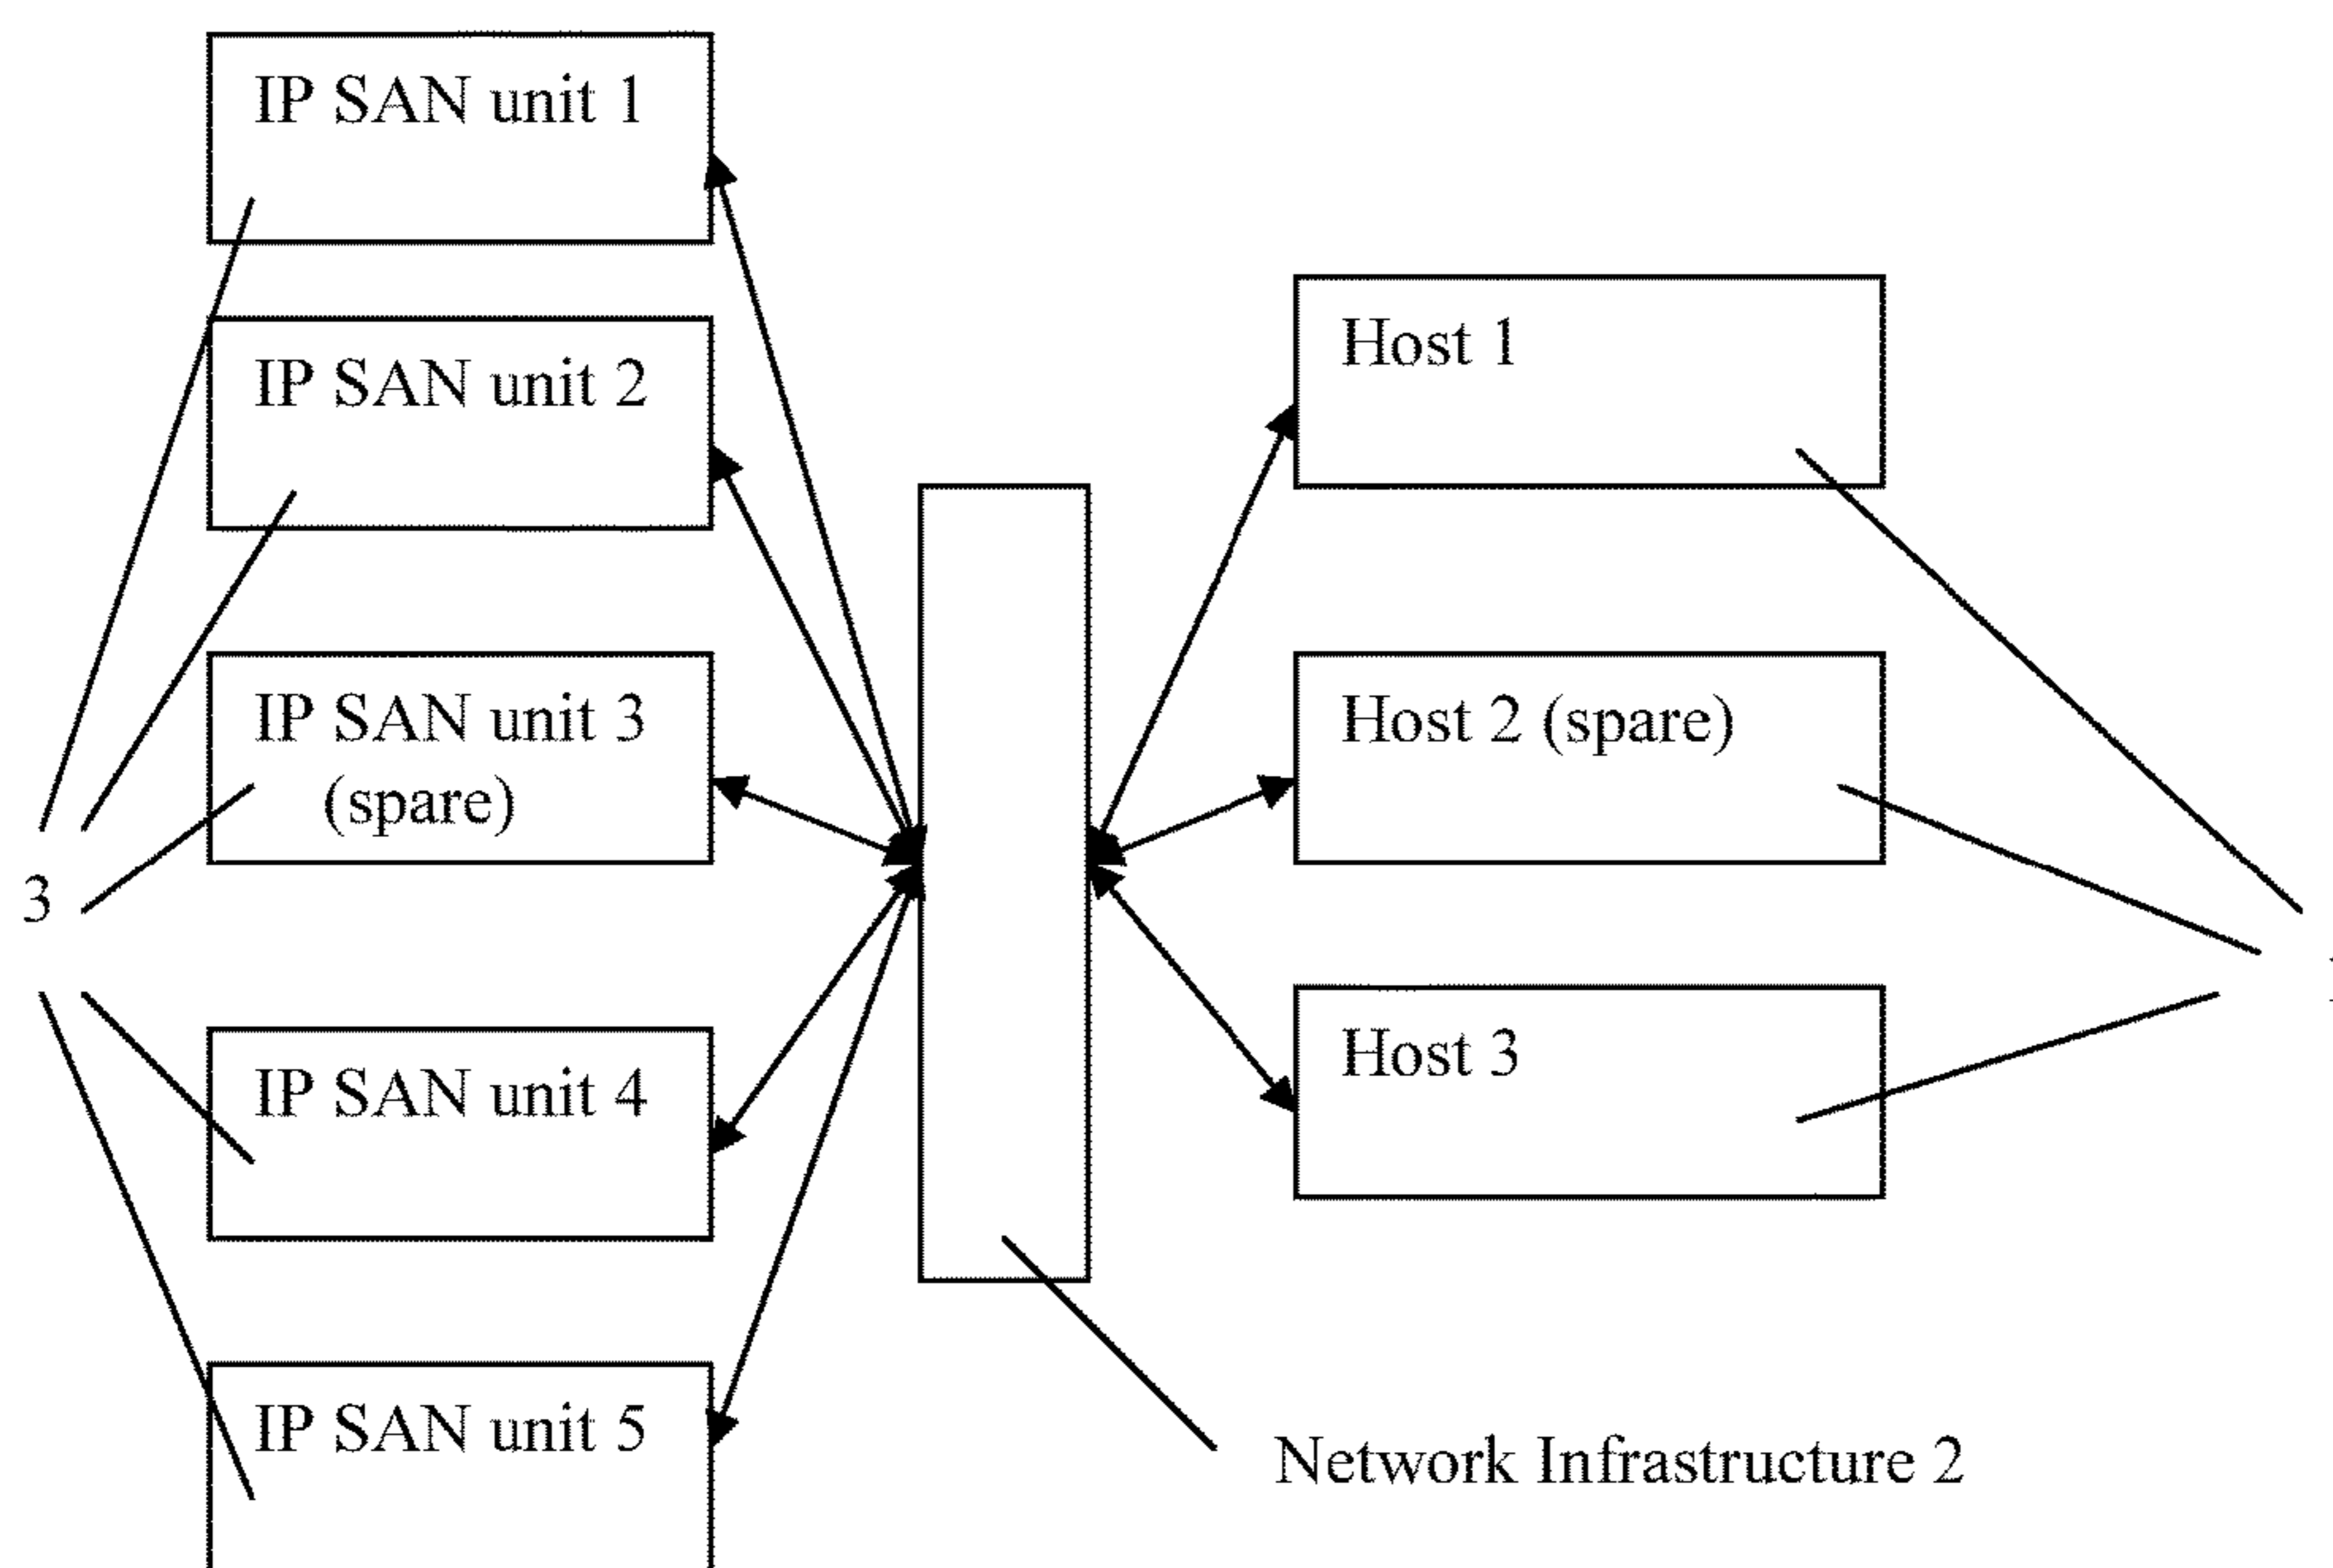 IP SAN unit 1
IP SAN unit 2
IP SAN unit 3
(spare)
IP SAN unit 4
IP SAN unit 5
3
Host 1
Host 2 (spare)
Host 3
Network Infrastructure 2